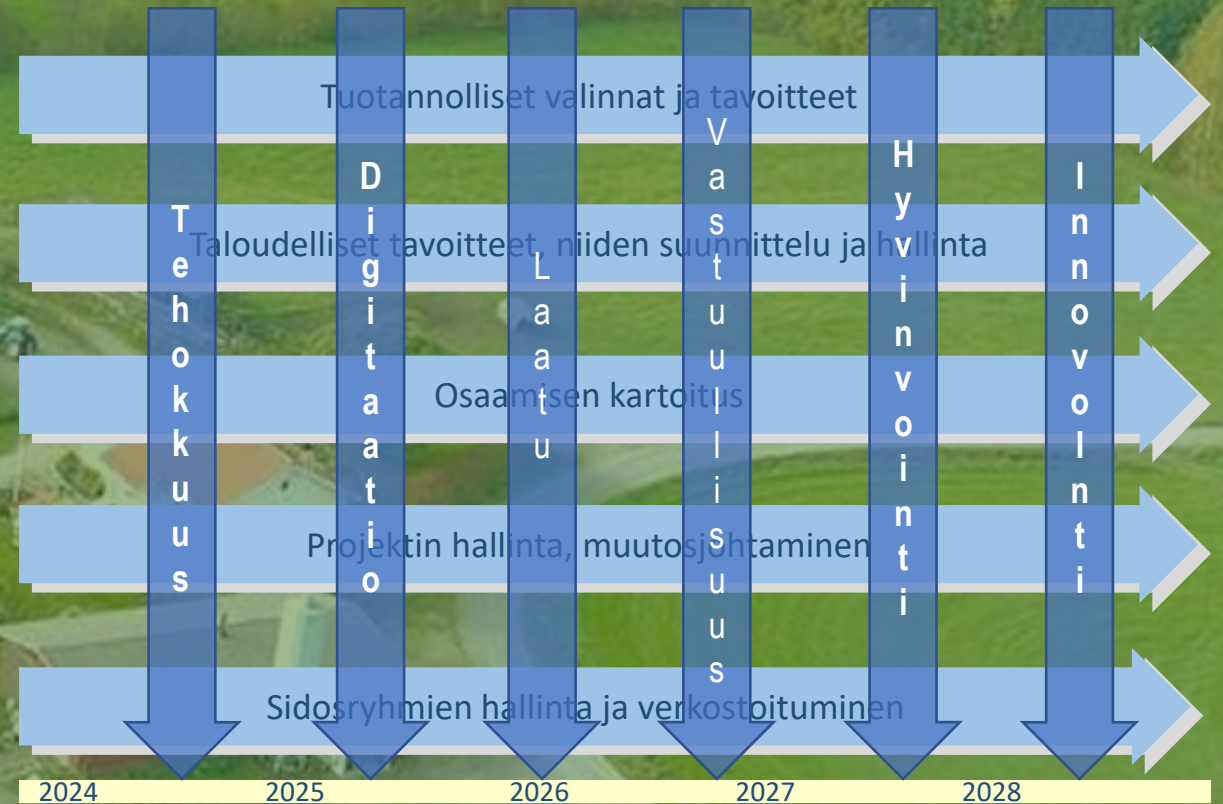 Tuotannolliset valinnat ja tavoitteet
Taloudelliset tavoitteet, niiden suunnittelu ja hallinta
Osaamisen kartoitus
Projektin hallinta, muutosjohtaminen
Sidosryhmien hallinta ja verkostoituminen
Tehokkuus
Digitaatio
Laatu
Vastuullisuus
Hyvinvointi
InnovoInti
2024 2025 2026 2027 2028